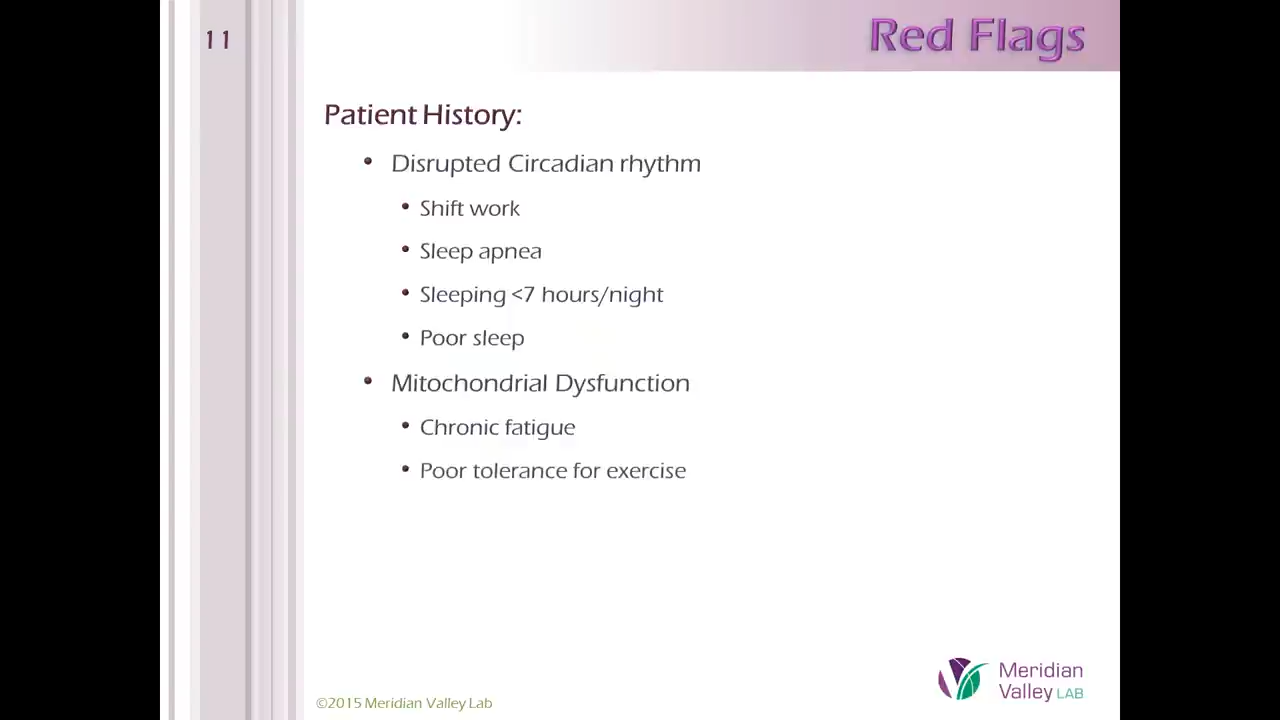 11
Red Flags
Patient History:
• Disrupted Circadian rhythm
• Shift work
• Sleep apnea
• Sleeping <7 hours/night
• Poor sleep
• Mitochondrial Dysfunction
• Chronic fatigue
• Poor tolerance for exercise
©2015 Meridian Valley Lab
Meridian
Valley LAB